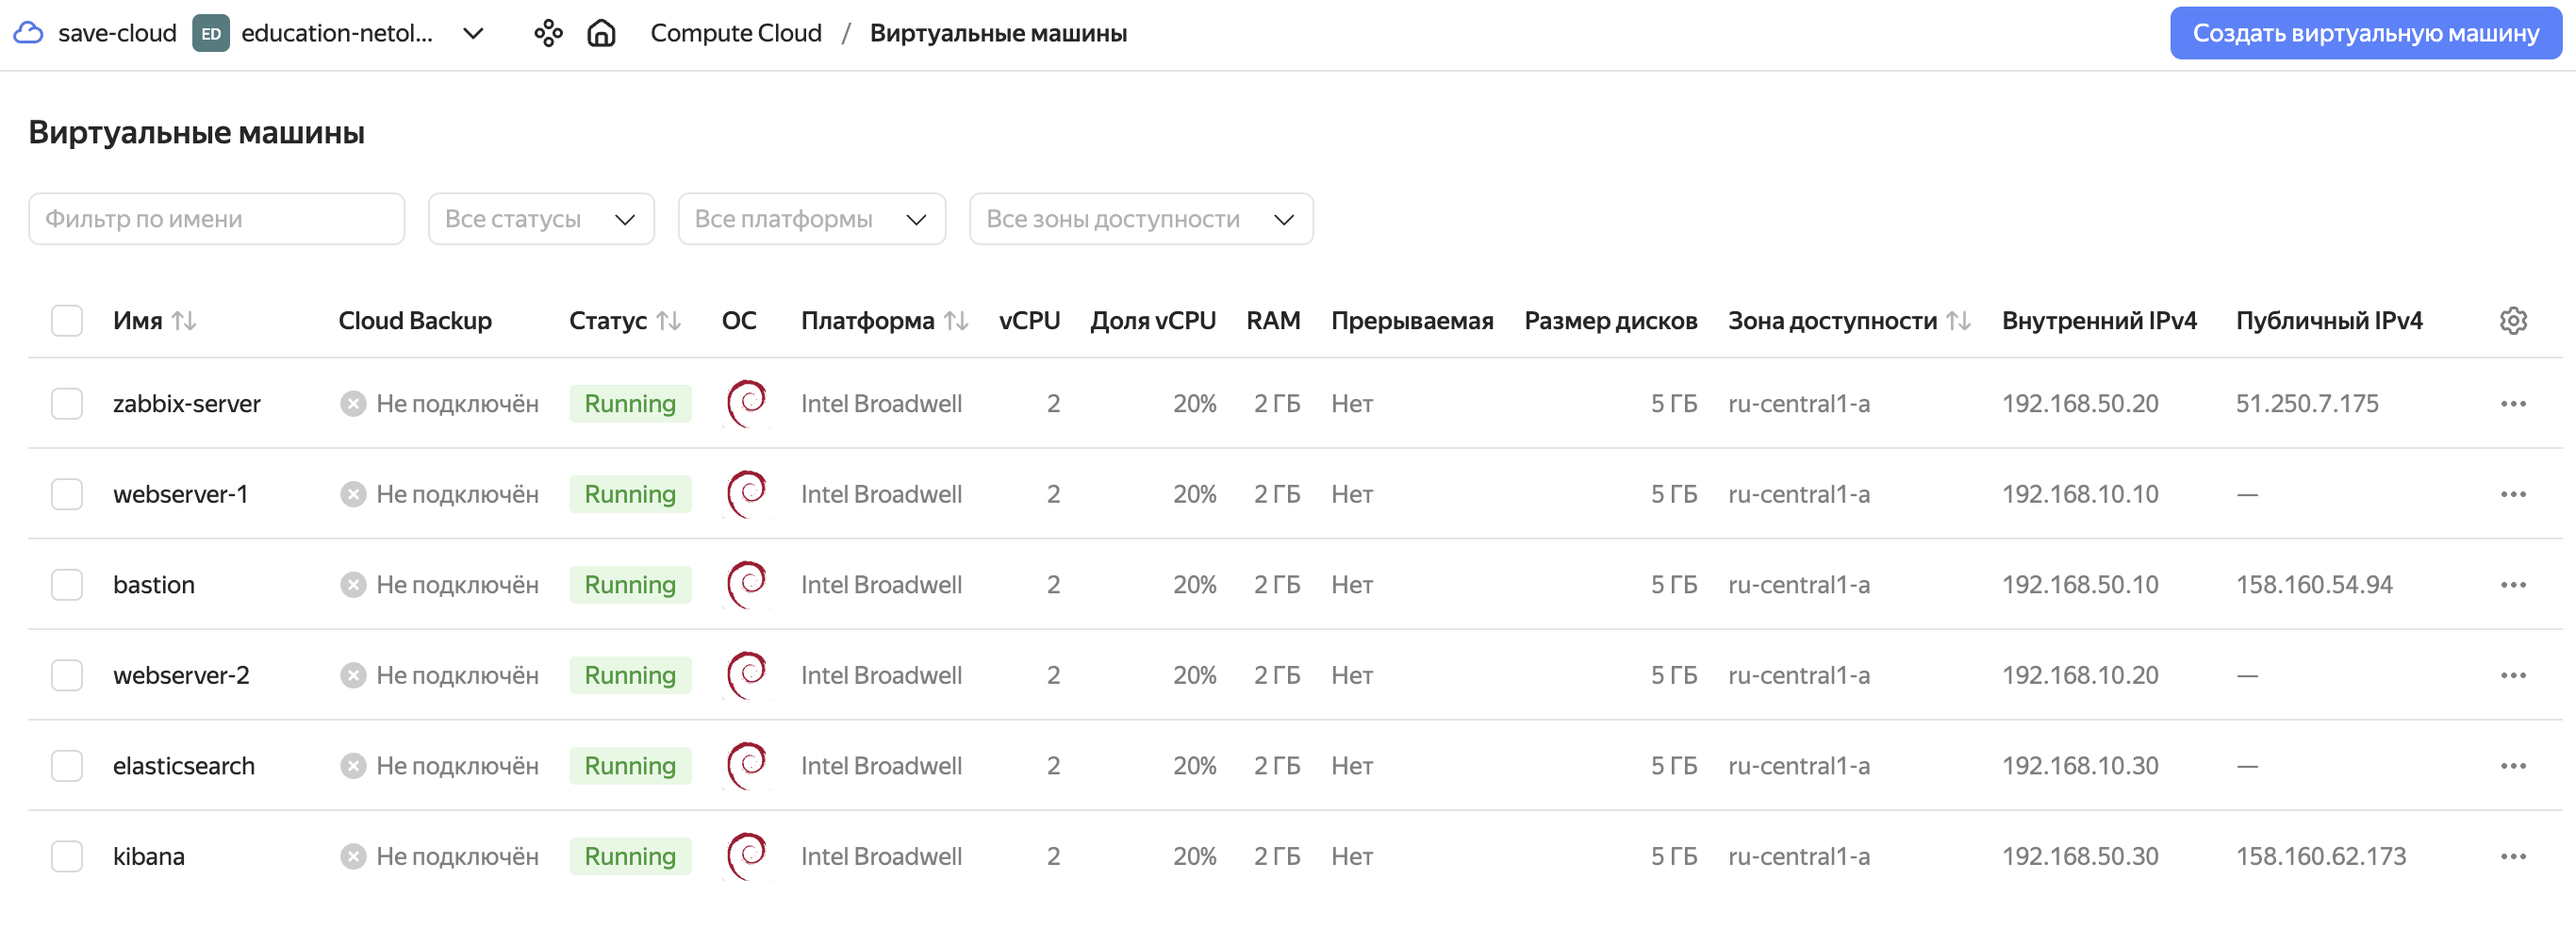 save-cloud ED education-netol... Compute Cloud / Виртуальные машины Создать виртуальную машину
Виртуальные машины
Фильтр по имени Все статусы Все платформы Все зоны доступности
Имя Cloud Backup Статус ОС Платформа vCPU Доля vCPU RAM Прерываемая Размер дисков Зона доступности Внутренний IPv4 Публичный IPv4
zabbix-server Не подключён Running Intel Broadwell 2 20% 2 ГБ Нет 5 ГБ ru-central1-a 192.168.50.20 51.250.7.175
webserver-1 Не подключён Running Intel Broadwell 2 20% 2 ГБ Нет 5 ГБ ru-central1-a 192.168.10.10 —
bastion Не подключён Running Intel Broadwell 2 20% 2 ГБ Нет 5 ГБ ru-central1-a 192.168.50.10 158.160.54.94
webserver-2 Не подключён Running Intel Broadwell 2 20% 2 ГБ Нет 5 ГБ ru-central1-a 192.168.10.20 —
elasticsearch Не подключён Running Intel Broadwell 2 20% 2 ГБ Нет 5 ГБ ru-central1-a 192.168.10.30 —
kibana Не подключён Running Intel Broadwell 2 20% 2 ГБ Нет 5 ГБ ru-central1-a 192.168.50.30 158.160.62.173